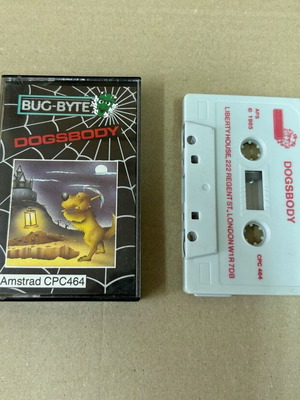 BUG-BYTE
DOGSBODY
Amstrad CPC464
DOGSBODY
CPC 464
APS
© 1985
LIBERTY HOUSE, 222 REGENT ST., LONDON W1R 7DB